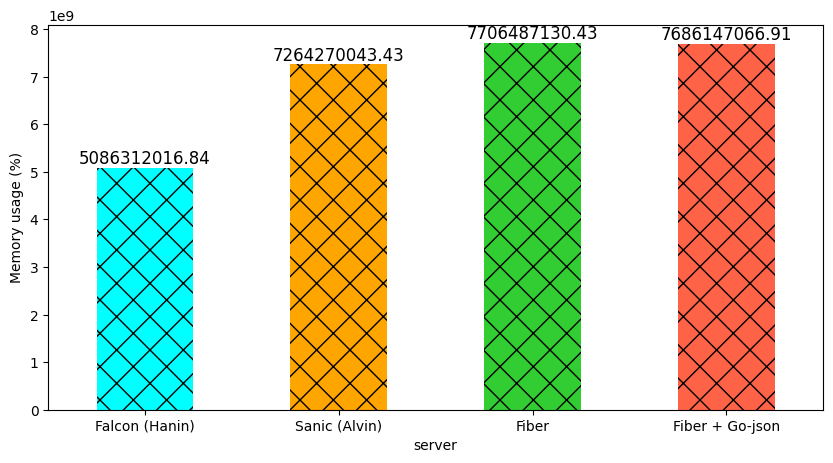 1e9
8
7
6
5
4
3
2
1
0
Memory usage (%)
5086312016.84
7264270043.43
7706487130.43
7686147066.91
Falcon (Hanin)
Sanic (Alvin)
Fiber
Fiber + Go-json
server